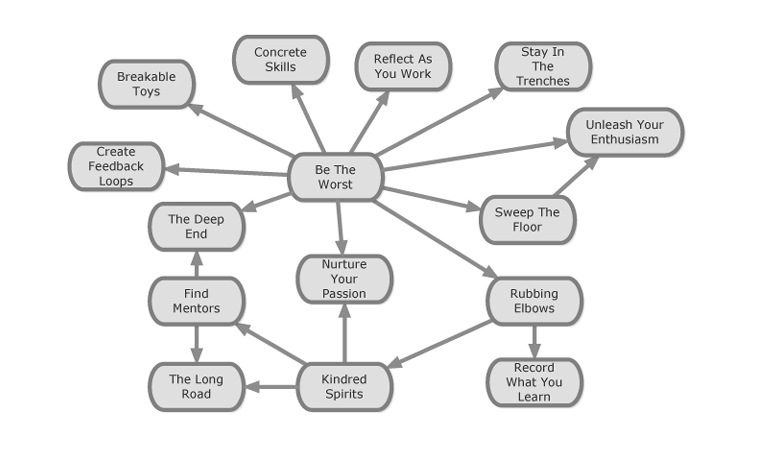 Concrete
Skills
Reflect As
You Work
Stay In
The
Trenches
Breakable
Toys
Unleash Your
Enthusiasm
Create
Feedback
Loops
Be The
Worst
Sweep The
Floor
The Deep
End
Nurture
Your
Passion
Find
Mentors
Rubbing
Elbows
The Long
Road
Kindred
Spirits
Record
What You
Learn